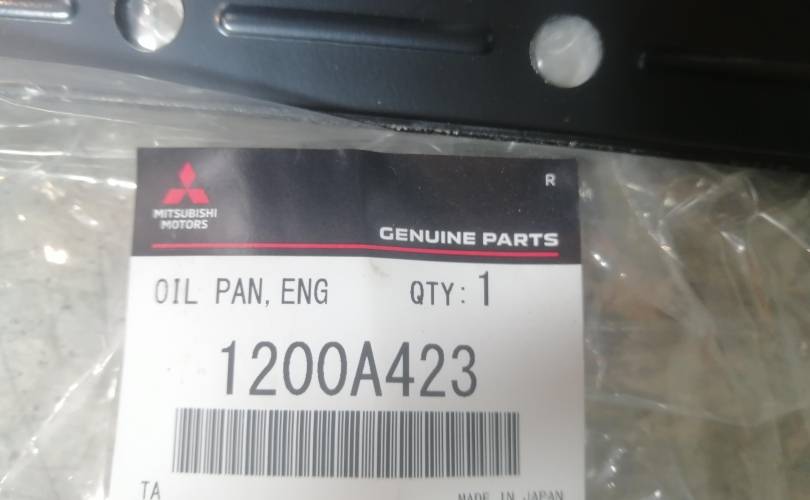 R
MITSUBISHI
MOTORS
GENUINE PARTS
OIL PAN, ENG QTY: 1
1200A423
TA MADE IN JAPAN